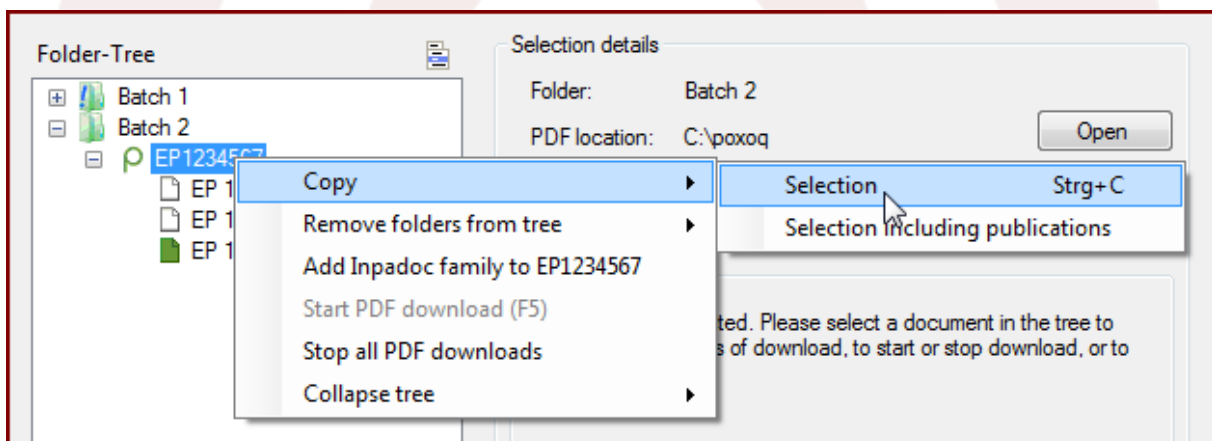 Folder-Tree
Batch 1
Batch 2
EP1234567
EP 1
EP 1
EP 1
Copy
Remove folders from tree
Add Inpadoc family to EP1234567
Start PDF download (F5)
Stop all PDF downloads
Collapse tree
Selection Strg+C
Selection including publications
Selection details
Folder: Batch 2
PDF location: C:\poxoq
Open
ted. Please select a document in the tree to
s of download, to start or stop download, or to